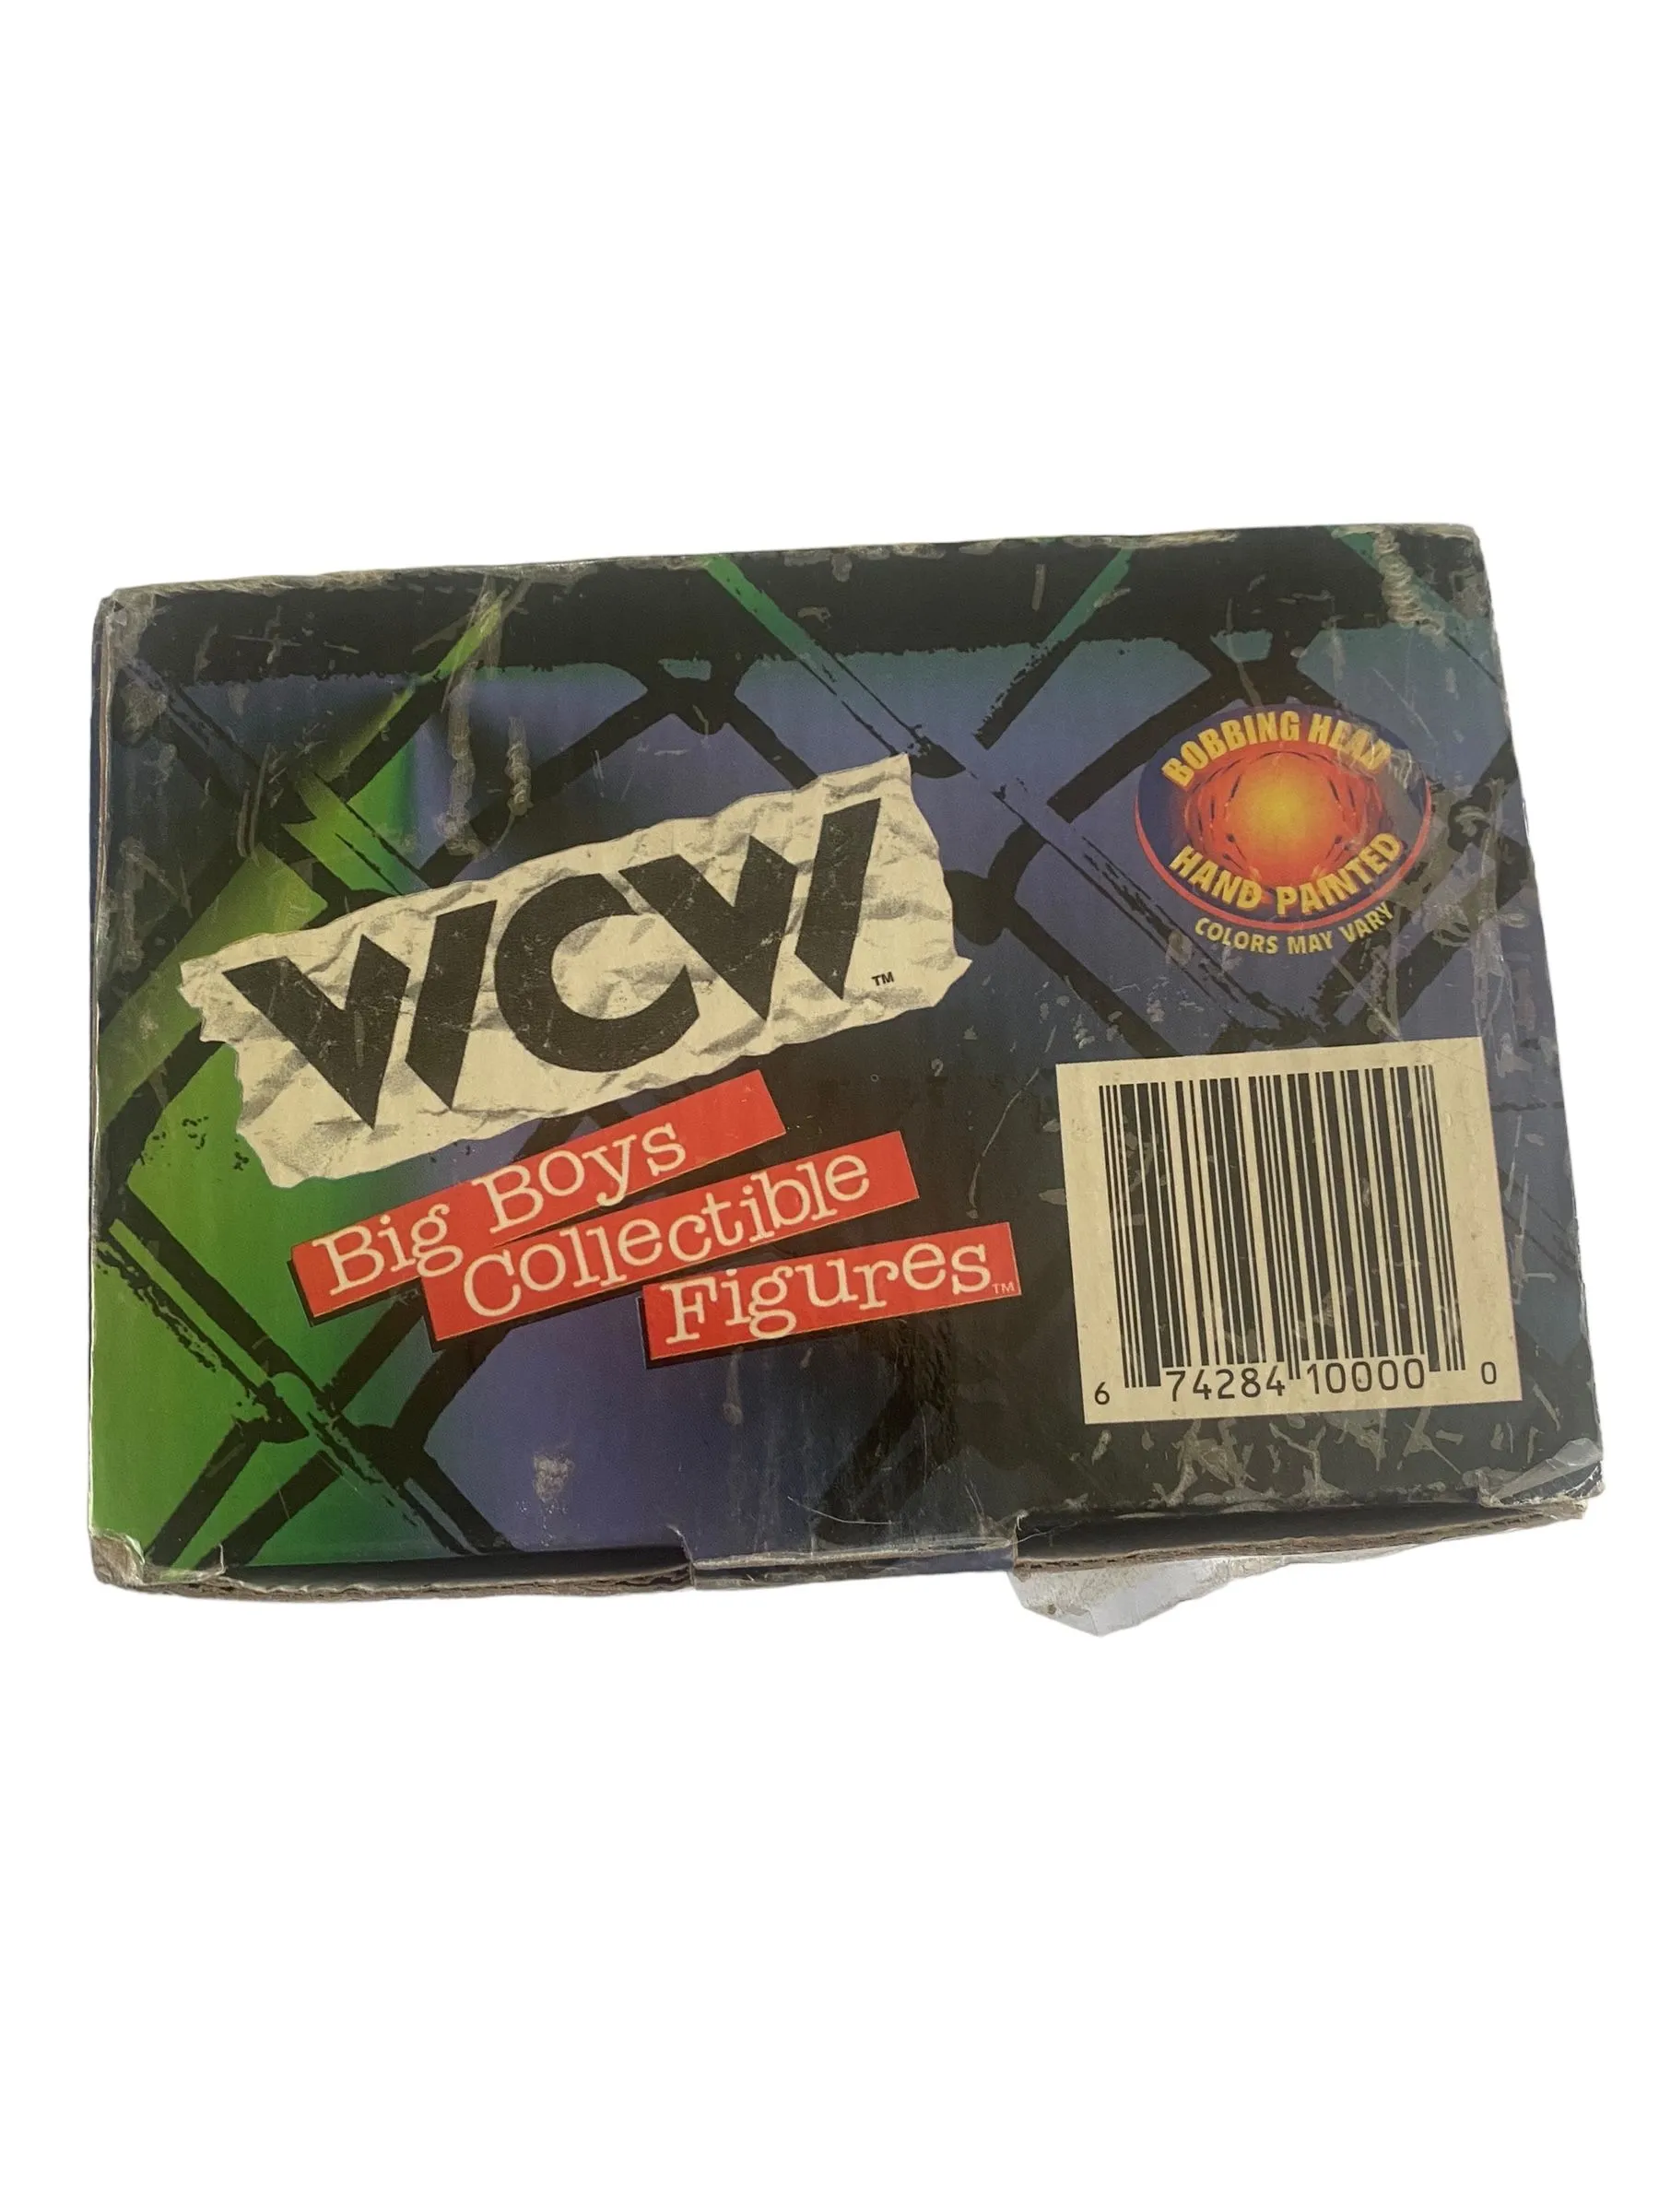 BOBBING HEAD
HAND PAINTED
COLORS MAY VARY
WCW™
Big Boys
Collectible
Figures™
6 74284 10000 0